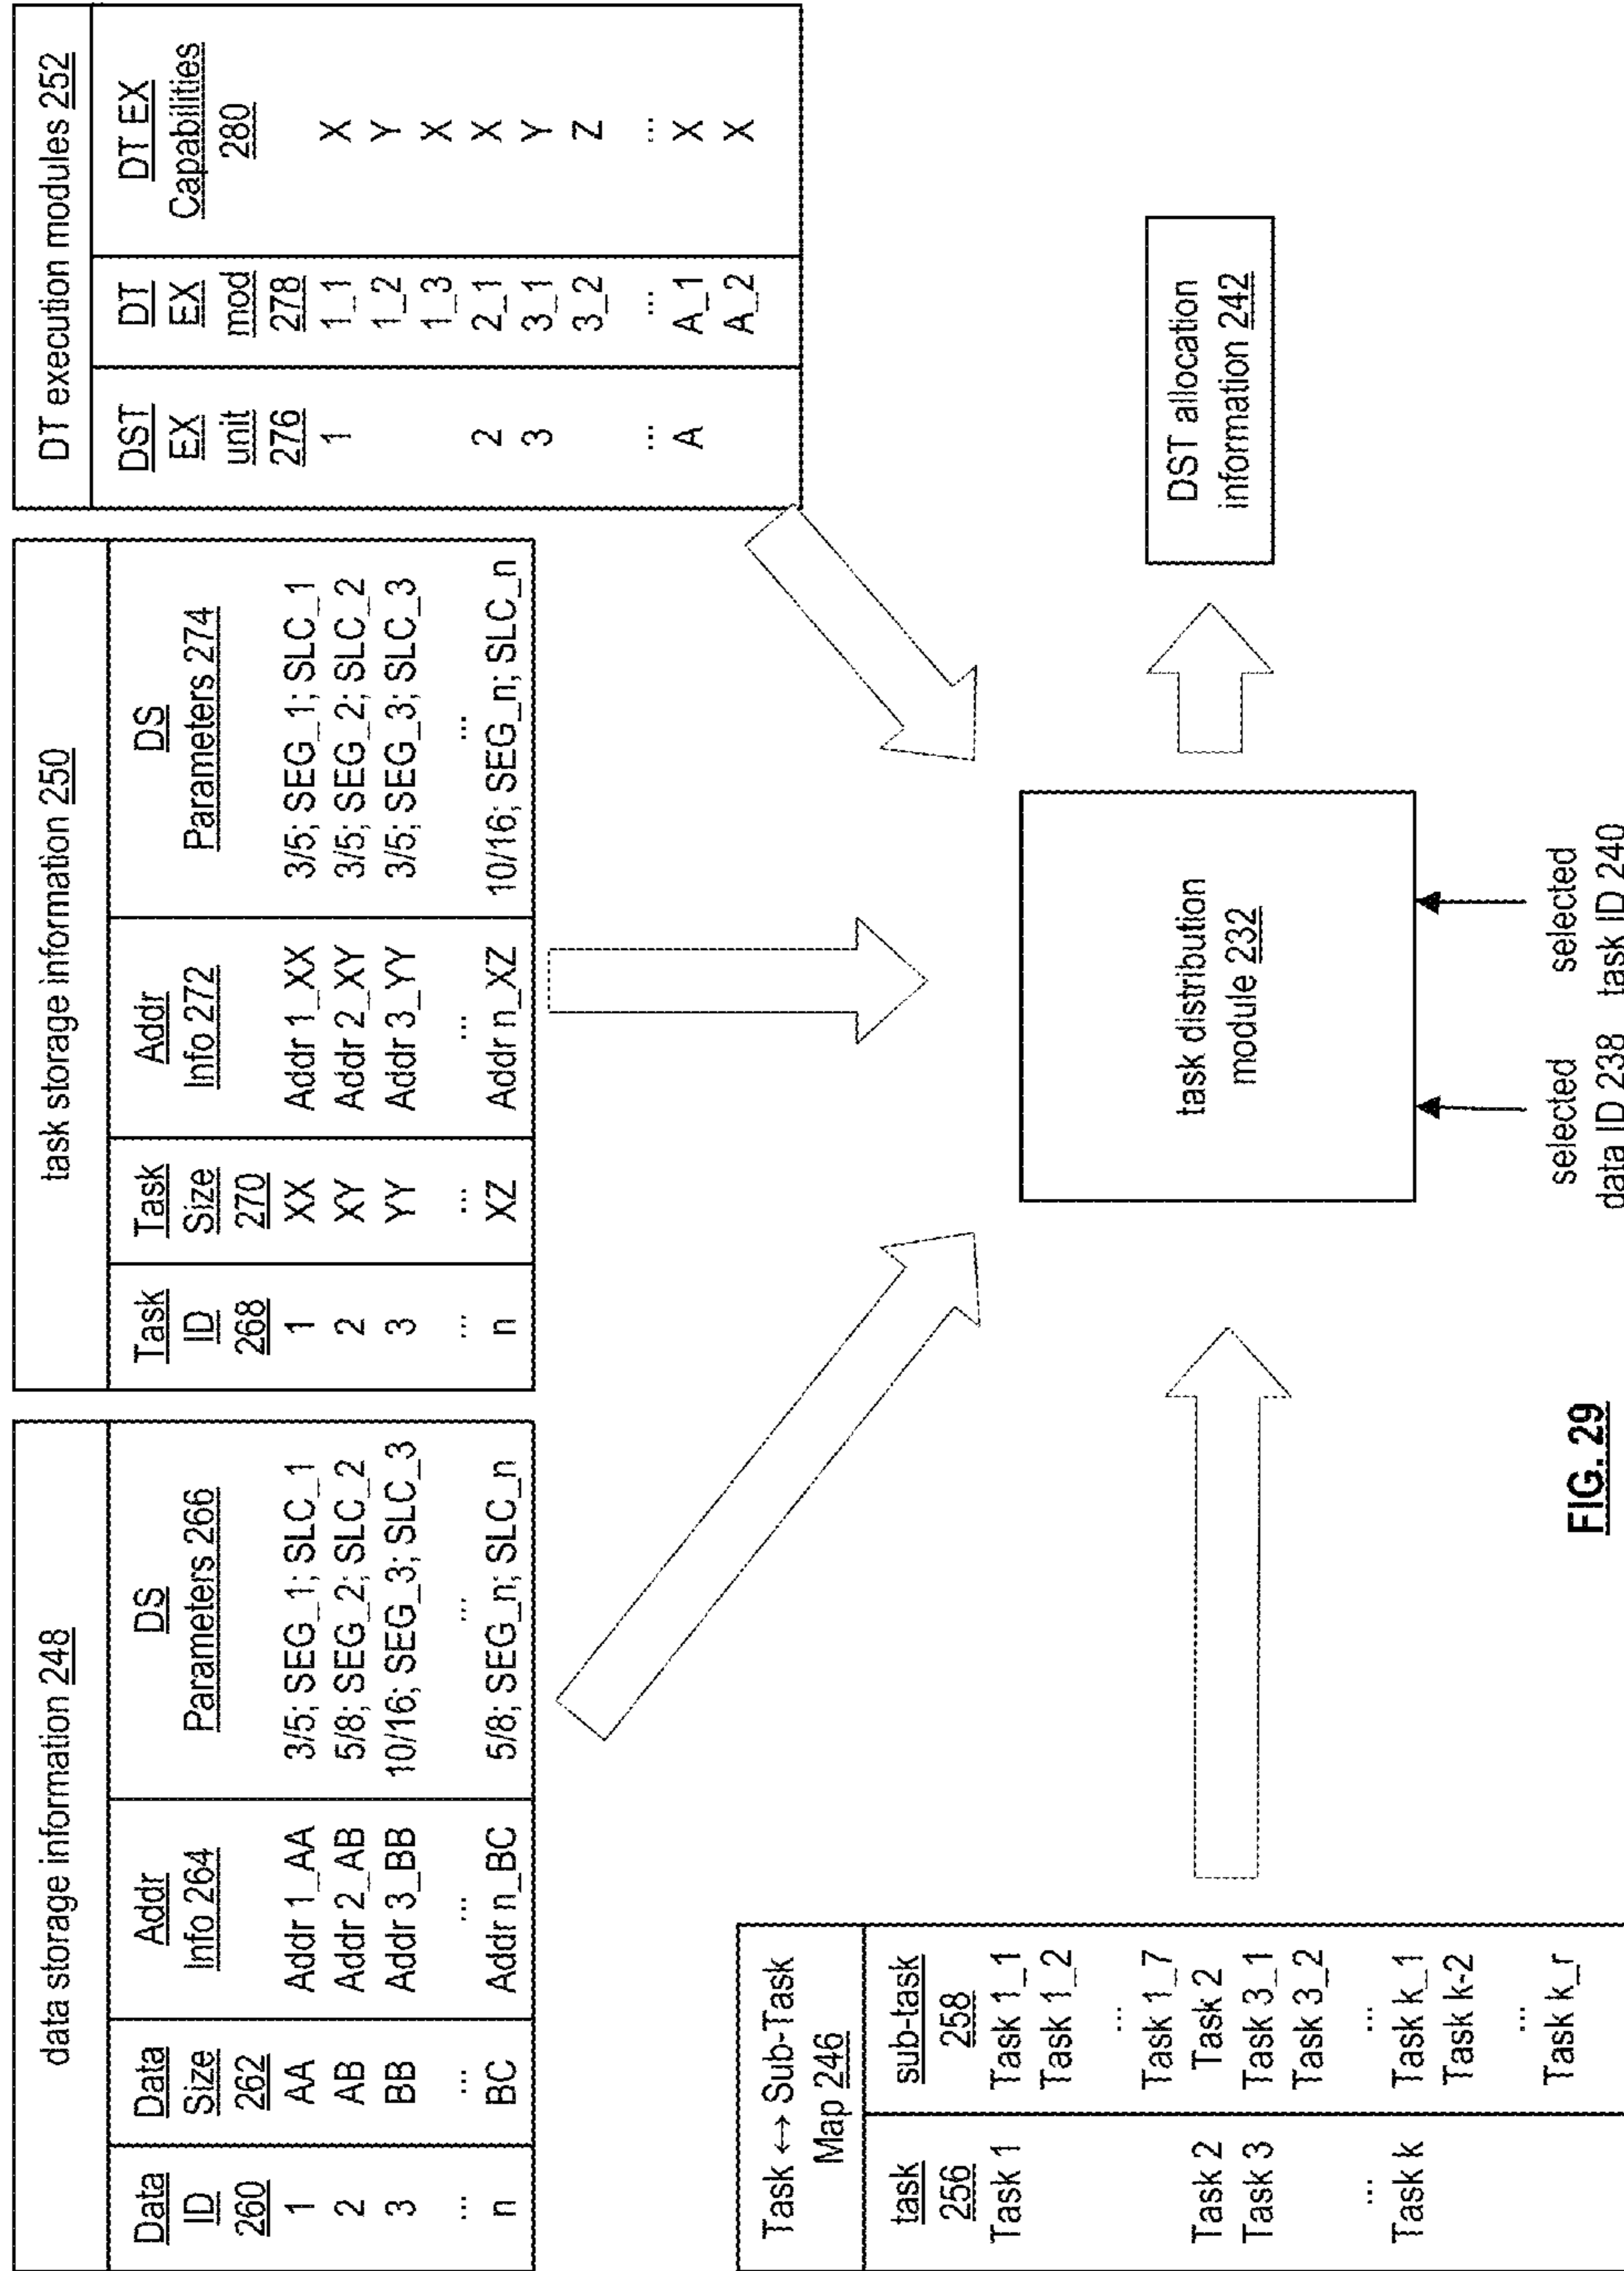 data storage information 248
Data ID 260 Data Size 262 Addr Info 264 DS Parameters 266
1 AA Addr 1_AA 3/5; SEG_1; SLC_1
2 AB Addr 2_AB 5/8; SEG_2; SLC_2
3 BB Addr 3_BB 10/16; SEG_3; SLC_3
... ... ... ...
n BC Addr n_BC 5/8; SEG_n; SLC_n
task storage information 250
Task ID 268 Task Size 270 Addr Info 272 DS Parameters 274
1 XX Addr 1_XX 3/5; SEG_1; SLC_1
2 XY Addr 2_XY 3/5; SEG_2; SLC_2
3 YY Addr 3_YY 3/5; SEG_3; SLC_3
... ... ... ...
n XZ Addr n_XZ 10/16; SEG_n; SLC_n
DT execution modules 252
DST EX unit 276 DT EX mod 278 DT EX Capabilities 280
1 1_1 X
1_2 Y
1_3 X
2 2_1 X
3 3_1 Y
3_2 Z
... ... ...
A A_1 X
A_2 X
Task ↔ Sub-Task
Map 246
task 256 sub-task 258
Task 1 Task 1_1
Task 1_2
...
Task 1_7
Task 2 Task 2
Task 3 Task 3_1
Task 3_2
... ...
Task k Task k_1
Task k-2
...
Task k_r
task distribution
module 232
DST allocation
information 242
selected
data ID 238
selected
task ID 240
FIG. 29